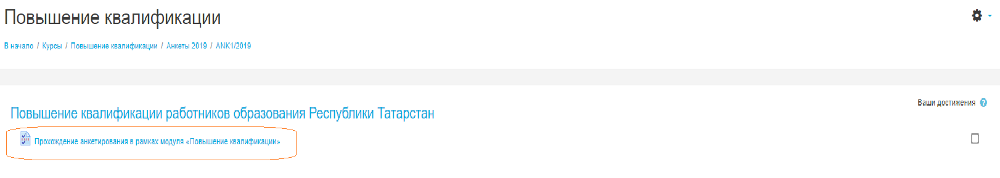 Повышение квалификации
В начало / Курсы / Повышение квалификации / Анкеты 2019 / ANK1/2019
Ваши достижения ?
Повышение квалификации работников образования Республики Татарстан
Прохождение анкетирования в рамках модуля «Повышение квалификации»